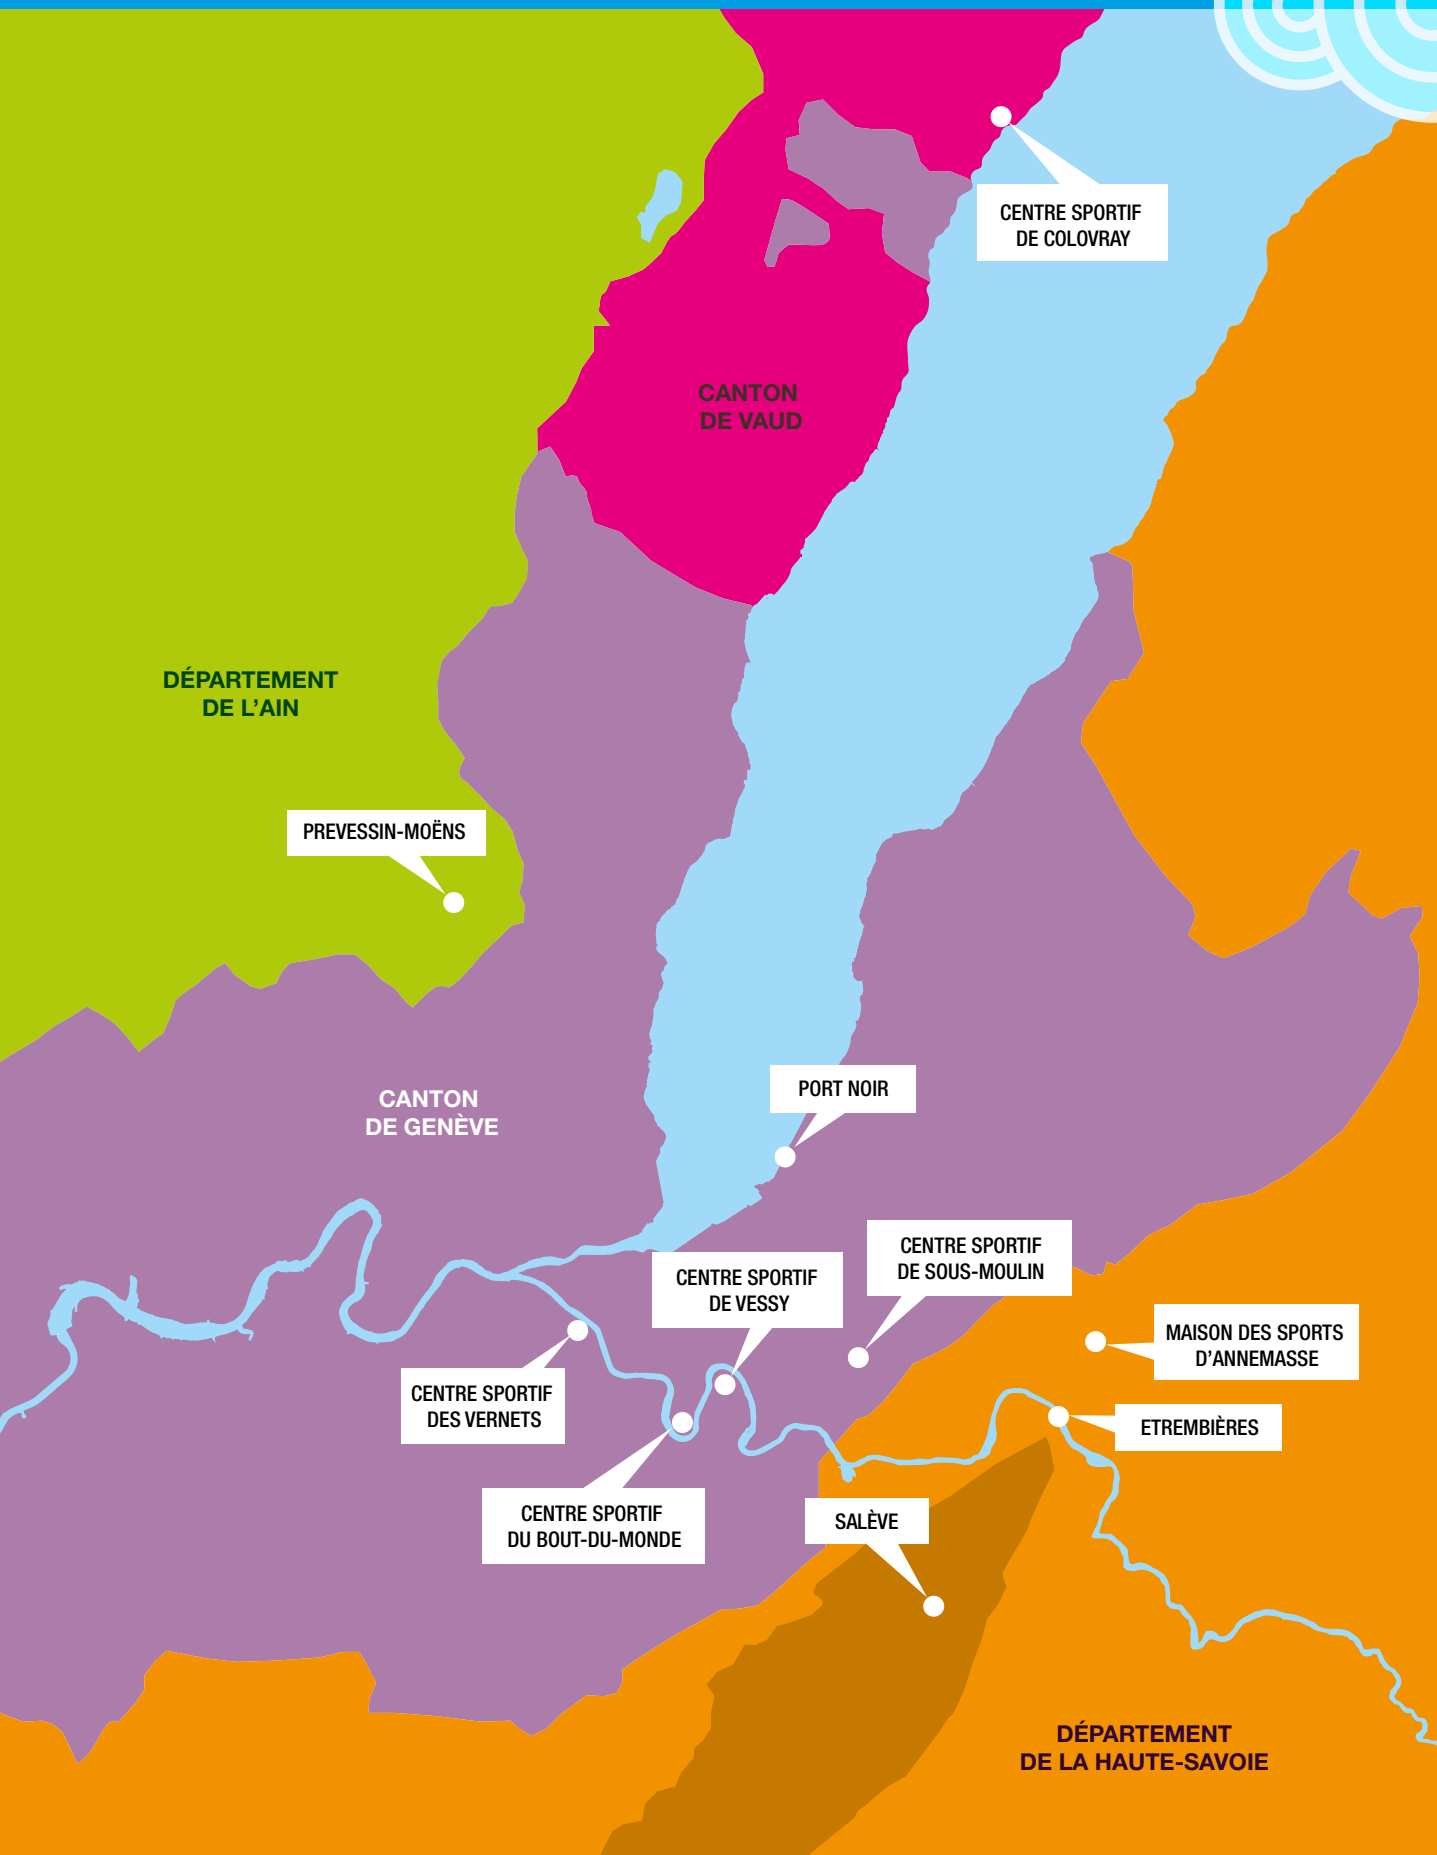 CENTRE SPORTIF
DE COLOVRAY
CANTON
DE VAUD
DÉPARTEMENT
DE L'AIN
PREVESSIN-MOËNS
CANTON
DE GENÈVE
PORT NOIR
CENTRE SPORTIF
DE SOUS-MOULIN
CENTRE SPORTIF
DE VESSY
MAISON DES SPORTS
D'ANNEMASSE
CENTRE SPORTIF
DES VERNETS
ETREMBIÈRES
CENTRE SPORTIF
DU BOUT-DU-MONDE
SALÈVE
DÉPARTEMENT
DE LA HAUTE-SAVOIE